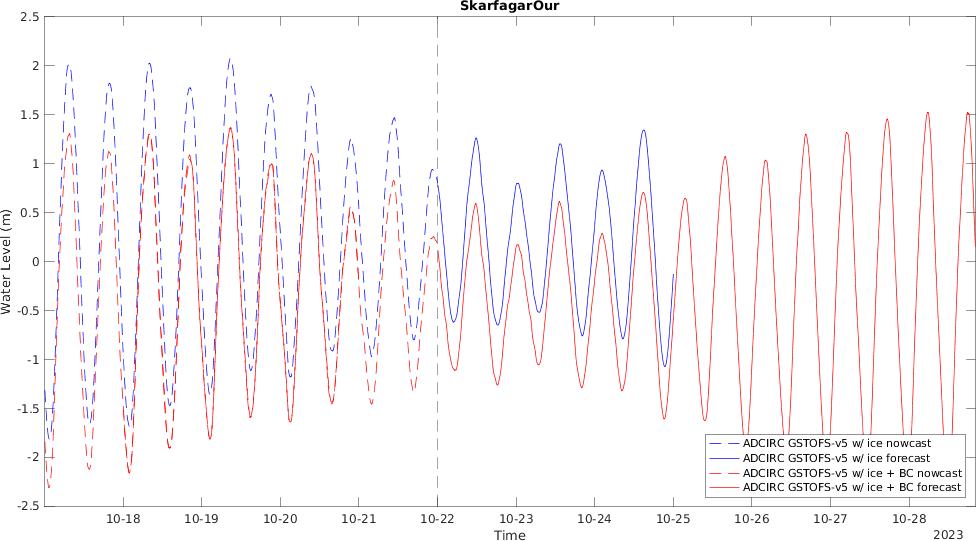 SkarfagarOur
2.5
2
1.5
1
0.5
0
-0.5
-1
-1.5
-2
-2.5
Water Level (m)
ADCIRC GSTOFS-v5 w/ ice nowcast
ADCIRC GSTOFS-v5 w/ ice forecast
ADCIRC GSTOFS-v5 w/ ice + BC nowcast
ADCIRC GSTOFS-v5 w/ ice + BC forecast
10-18 10-19 10-20 10-21 10-22 10-23 10-24 10-25 10-26 10-27 10-28
Time
2023